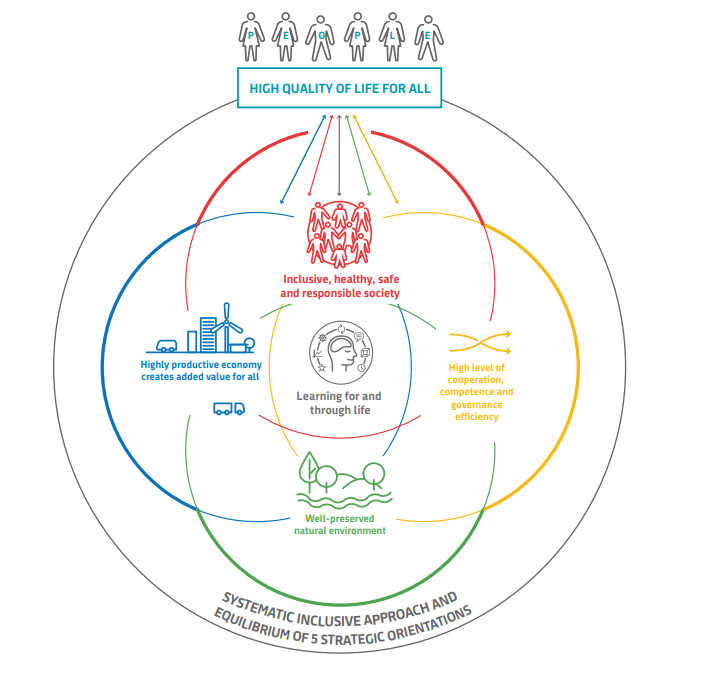 P E O P L E
HIGH QUALITY OF LIFE FOR ALL
Inclusive, healthy, safe
and responsible society
Highly productive economy
creates added value for all
Learning for and
through life
High level of
cooperation,
competence and
governance
efficiency
Well-preserved
natural environment
SYSTEMATIC INCLUSIVE APPROACH AND
EQUILIBRIUM OF 5 STRATEGIC ORIENTATIONS